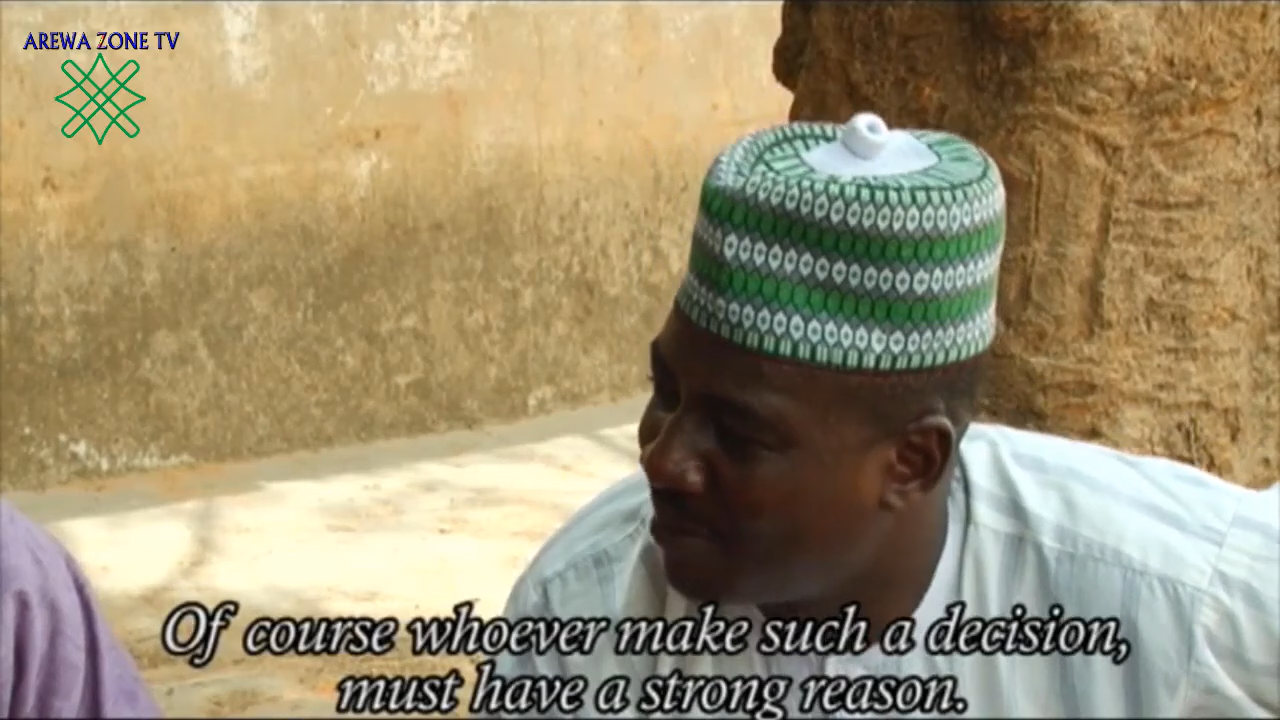 AREWA ZONE TV
Of course whoever make such a decision,
must have a strong reason.